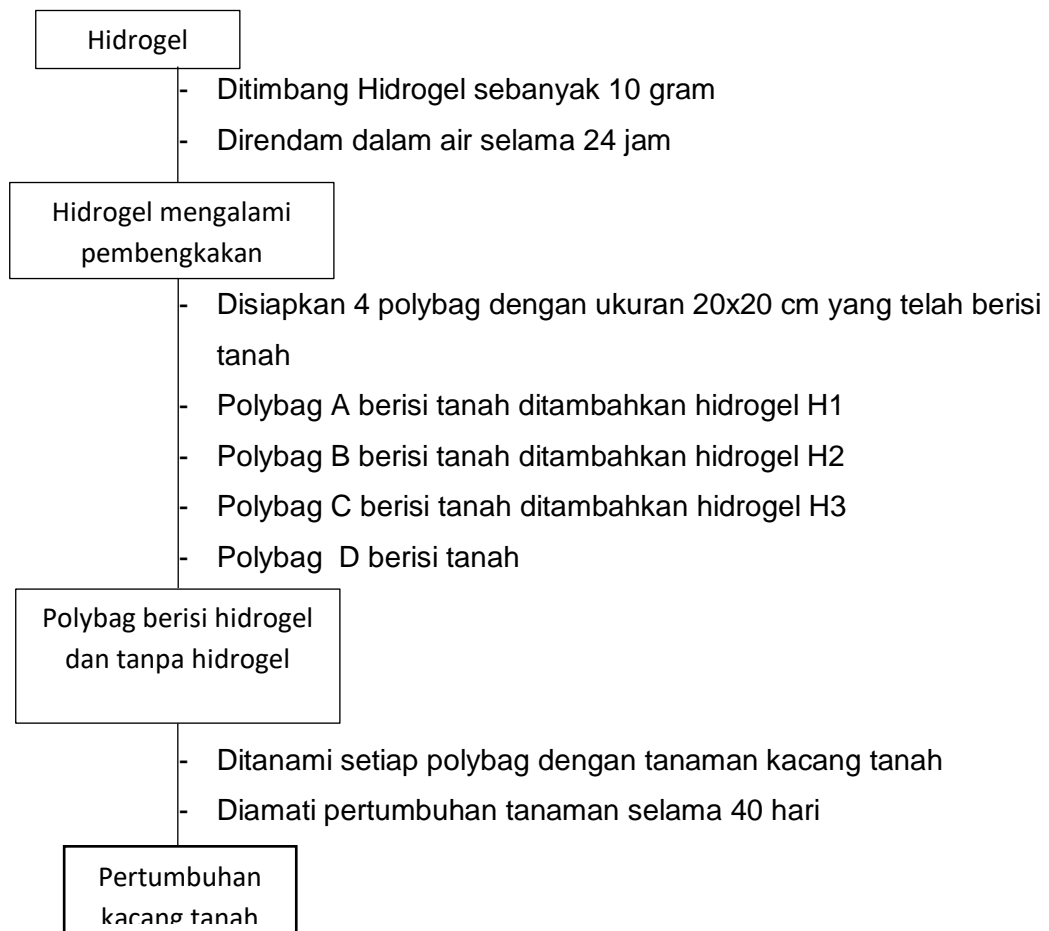 Hidrogel
- Ditimbang Hidrogel sebanyak 10 gram
- Direndam dalam air selama 24 jam
Hidrogel mengalami
pembengkakan
- Disiapkan 4 polybag dengan ukuran 20x20 cm yang telah berisi
tanah
- Polybag A berisi tanah ditambahkan hidrogel H1
- Polybag B berisi tanah ditambahkan hidrogel H2
- Polybag C berisi tanah ditambahkan hidrogel H3
- Polybag D berisi tanah
Polybag berisi hidrogel
dan tanpa hidrogel
- Ditanami setiap polybag dengan tanaman kacang tanah
- Diamati pertumbuhan tanaman selama 40 hari
Pertumbuhan
kacang tanah